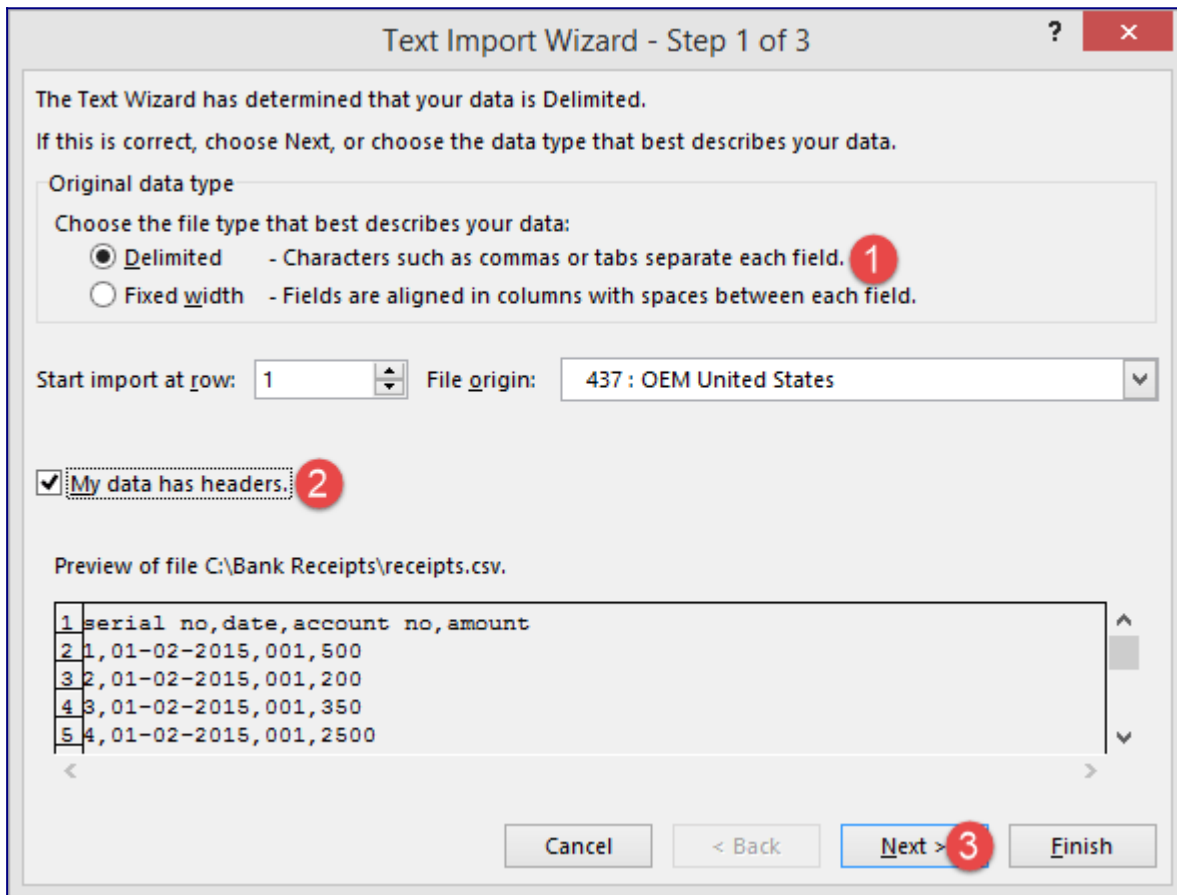 Text Import Wizard - Step 1 of 3
?
The Text Wizard has determined that your data is Delimited.
If this is correct, choose Next, or choose the data type that best describes your data.
Original data type
Choose the file type that best describes your data:
Delimited - Characters such as commas or tabs separate each field. 1
Fixed width - Fields are aligned in columns with spaces between each field.
Start import at row: 1 File origin: 437 : OEM United States
My data has headers. 2
Preview of file C:\Bank Receipts\receipts.csv.
1 serial no,date,account no,amount
2 1,01-02-2015,001,500
3 2,01-02-2015,001,200
4 3,01-02-2015,001,350
5 4,01-02-2015,001,2500
Cancel < Back Next > 3 Finish